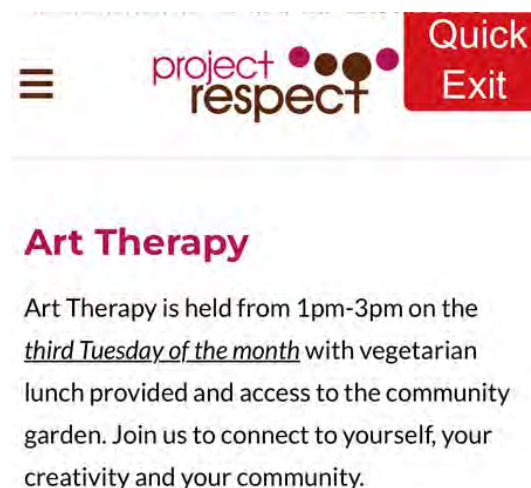 project
respect
Quick
Exit
Art Therapy
Art Therapy is held from 1pm-3pm on the
third Tuesday of the month with vegetarian
lunch provided and access to the community
garden. Join us to connect to yourself, your
creativity and your community.